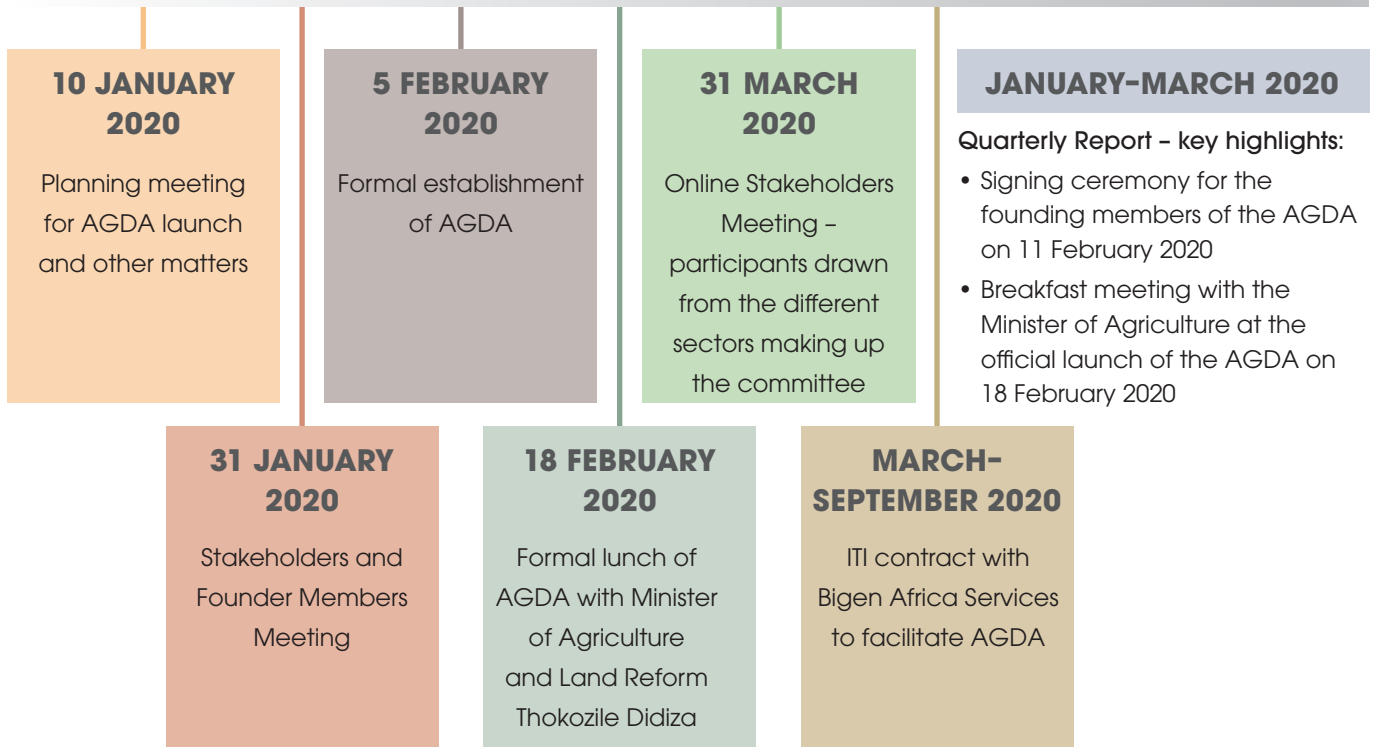 10 JANUARY
2020
Planning meeting
for AGDA launch
and other matters
31 JANUARY
2020
Stakeholders and
Founder Members
Meeting
5 FEBRUARY
2020
Formal establishment
of AGDA
18 FEBRUARY
2020
Formal lunch of
AGDA with Minister
of Agriculture
and Land Reform
Thokozile Didiza
31 MARCH
2020
Online Stakeholders
Meeting –
participants drawn
from the different
sectors making up
the committee
MARCH–
SEPTEMBER 2020
ITI contract with
Bigen Africa Services
to facilitate AGDA
JANUARY–MARCH 2020
Quarterly Report – key highlights:
• Signing ceremony for the
founding members of the AGDA
on 11 February 2020
• Breakfast meeting with the
Minister of Agriculture at the
official launch of the AGDA on
18 February 2020